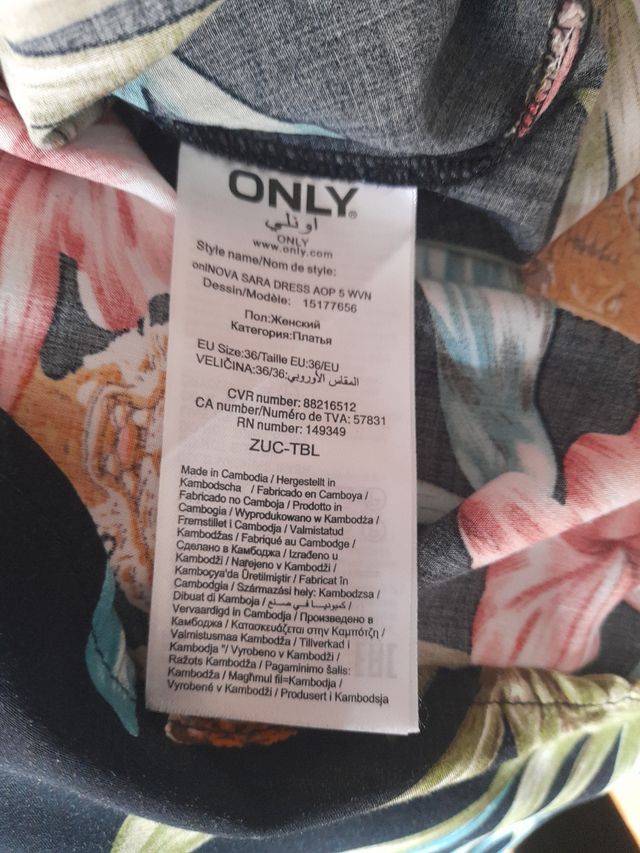 ONLY®
اونلي
ONLY
www.only.com
Style name/Nom de style:
onlNOVA SARA DRESS AOP 5 WVN
Dessin/Modèle: 15177656
Пол:Женский
Категория:Платья
EU Size:36/Taille EU:36/EU
VELIČINA:36/36:المقاس الأوروبي
CVR number: 88216512
CA number/Numéro de TVA: 57831
RN number: 149349
ZUC-TBL
Made in Cambodia / Hergestellt in
Kambodscha / Fabricado en Camboya /
Fabricado no Camboja / Prodotto in
Cambogia / Wyprodukowano w Kambodża /
Fremstillet i Cambodja / Valmistatud
Kambodžas / Fabriqué au Cambodge /
Сделано в Камбоджа / Izrađeno u
Kambodži / Narejeno v Kambodži /
Kamboçya'da Üretilmiştir / Fabricat în
Cambodgia / Származási hely: Kambodzsa /
Dibuat di Kamboja / كمبوديا في صنع /
Vervaardigd in Cambodja / Произведено в
Камбоджа / Κατασκευάζεται στην Καμπότζη /
Valmistusmaa Kambodža / Tillverkad i
Kambodja "/ Vyrobeno v Kambodži /
Ražots Kambodža / Pagaminimo šalis:
Kambodža / Magħmul fil=Kambodja /
Vyrobené v Kambodži / Produsert i Kambodsja